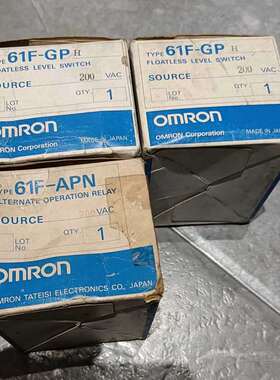 TYPE 61F-GP H
FLOATLESS LEVEL SWITCH
SOURCE 200 VAC
LOT No. QTY 1
OMRON
OMRON Corporation MADE IN JAPAN
TYPE 61F-GP H
FLOATLESS LEVEL SWITCH
SOURCE 200 VAC
LOT No. QTY 1
OMRON
OMRON Corporation MADE IN JAPAN
TYPE 61F-APN
ALTERNATE OPERATION RELAY
SOURCE 200 VAC
LOT No. QTY 1
OMRON
OMRON TATEISI ELECTRONICS CO., JAPAN